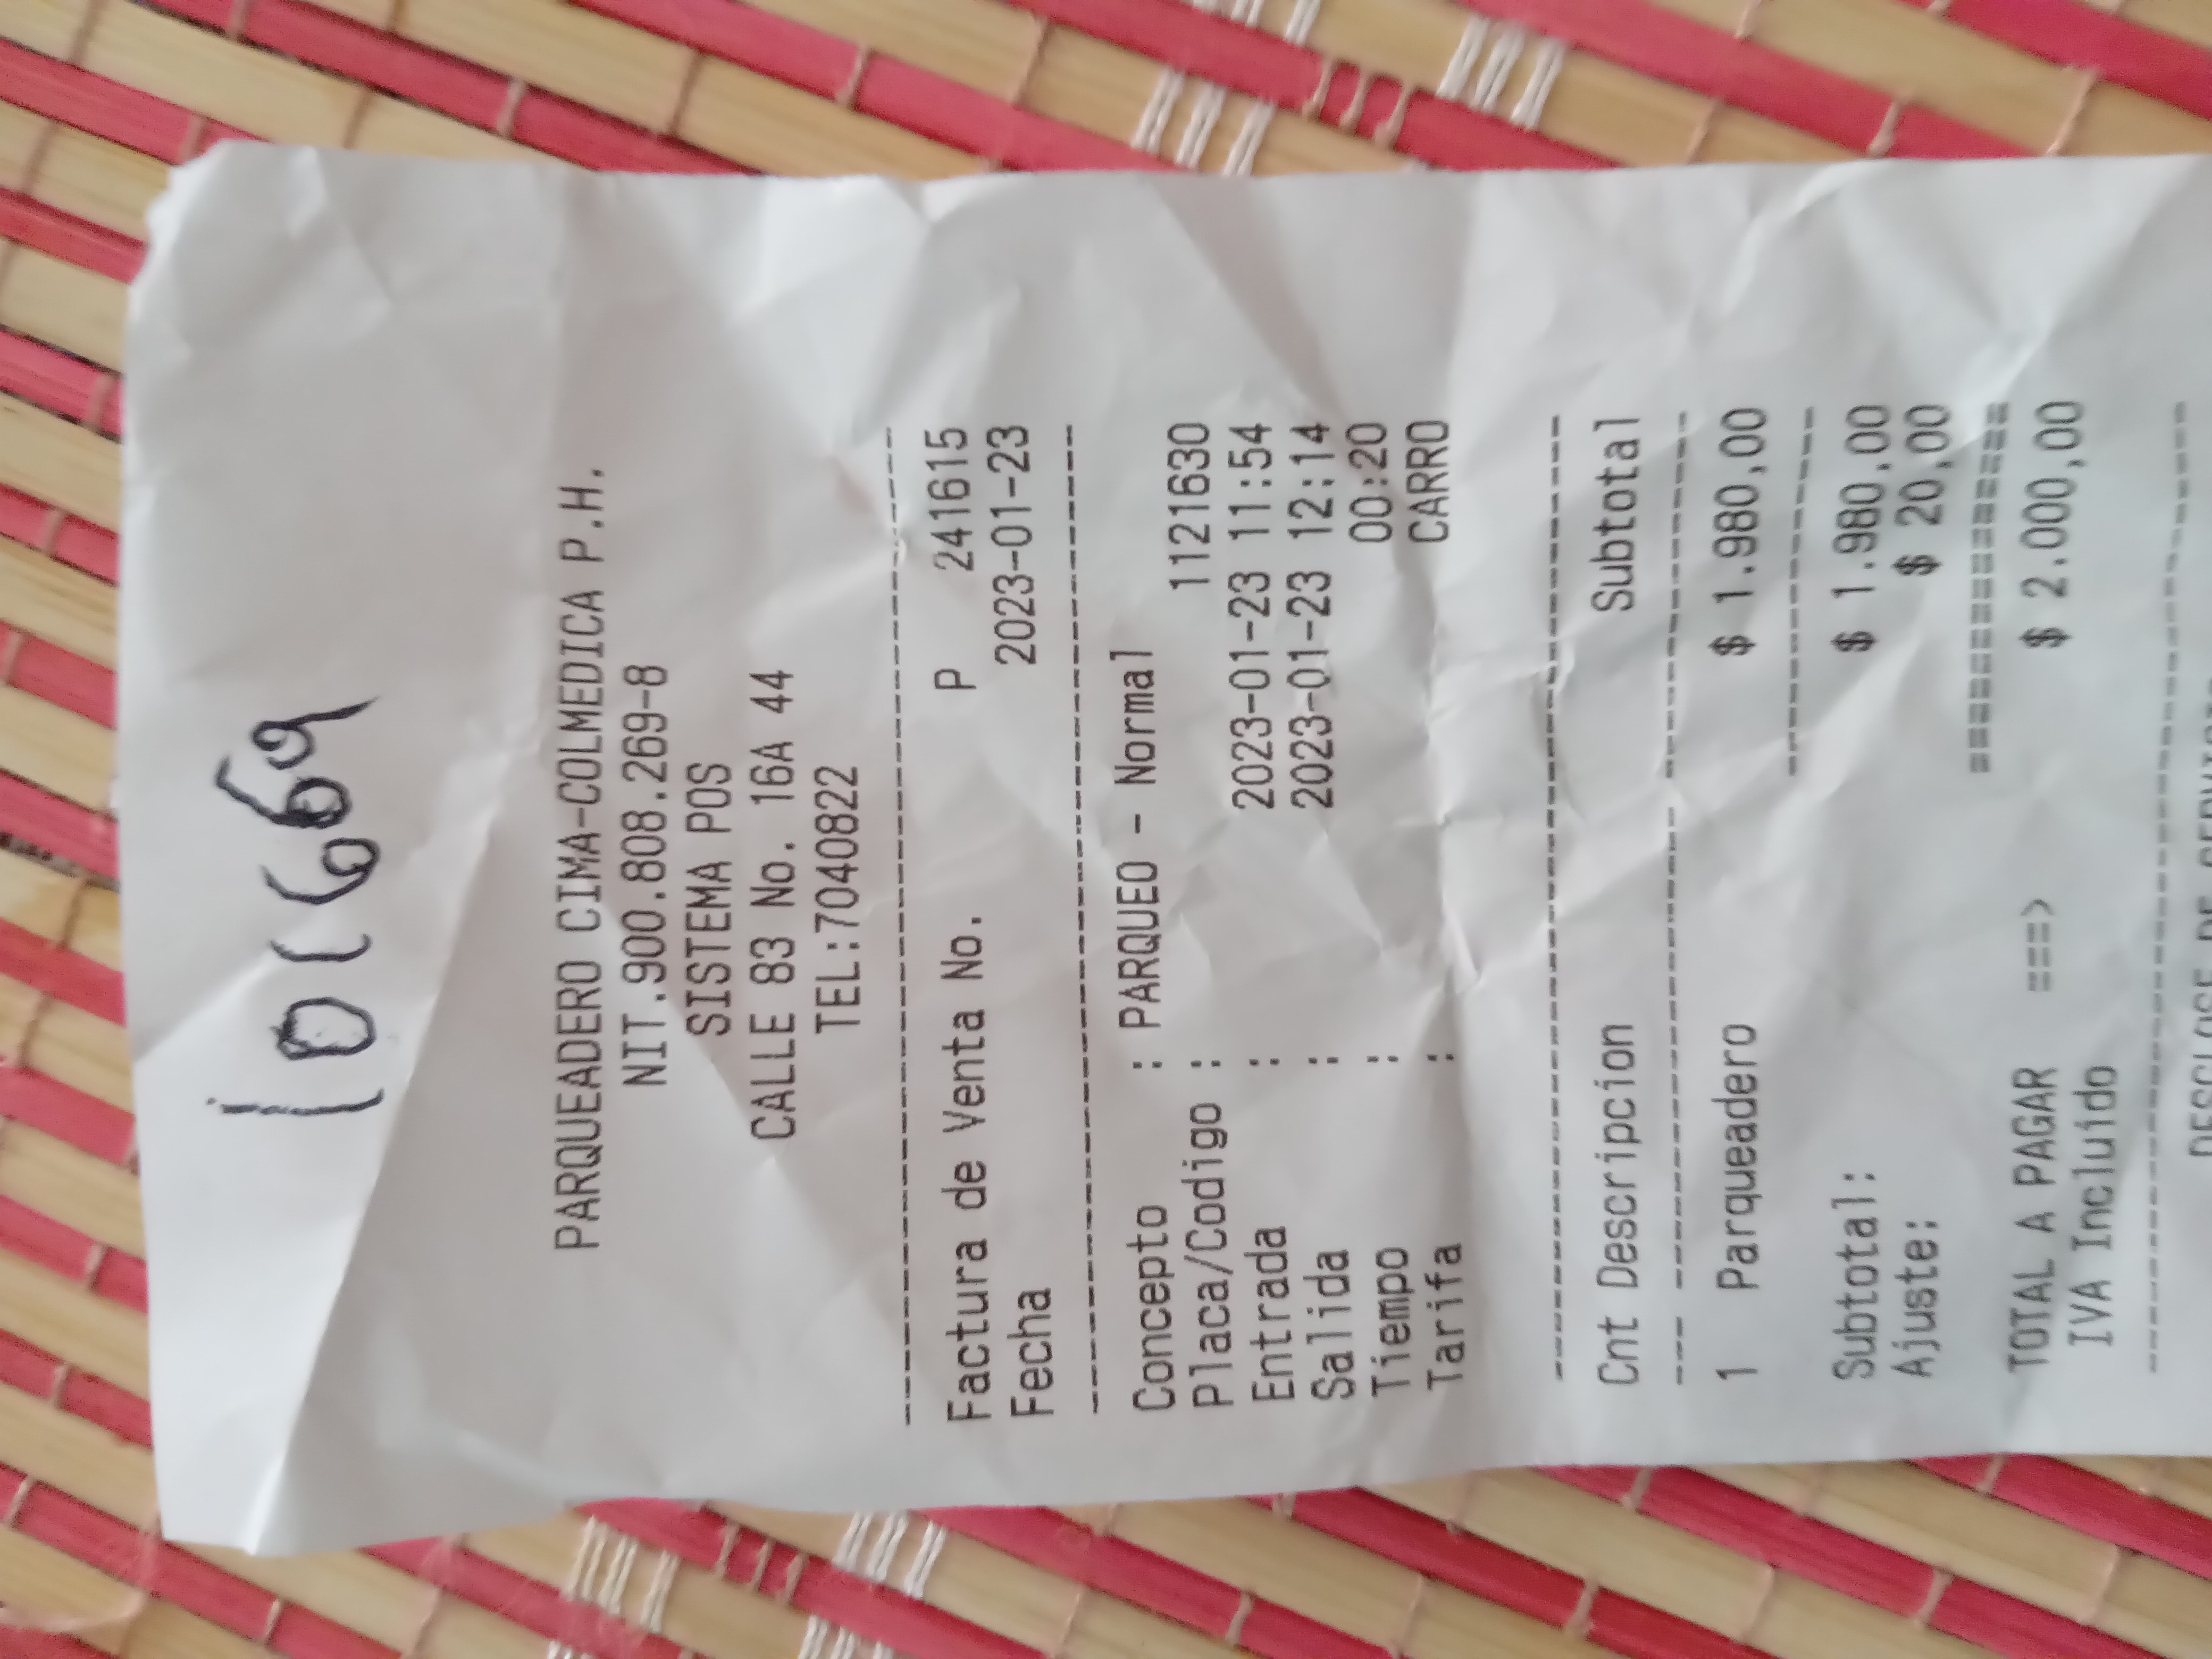 10669
PARQUEADERO CIMA-COLMEDICA P.H.
NIT.900.808.269-8
SISTEMA POS
CALLE 83 No. 16A 44
TEL:7040822
-----------------------------------------
Factura de Venta No. P 241615
Fecha 2023-01-23
-----------------------------------------
Concepto : PARQUEO - Normal
Placa/Codigo : 1121630
Entrada : 2023-01-23 11:54
Salida : 2023-01-23 12:14
Tiempo : 00:20
Tarifa : CARRO
-----------------------------------------
Cnt Descripcion Subtotal
--- ----------------------- ----------------
1 Parqueadero $ 1.980,00
----------------
Subtotal: $ 1.980,00
Ajuste: $ 20,00
================
TOTAL A PAGAR ===> $ 2.000,00
IVA Incluido
-----------------------------------------